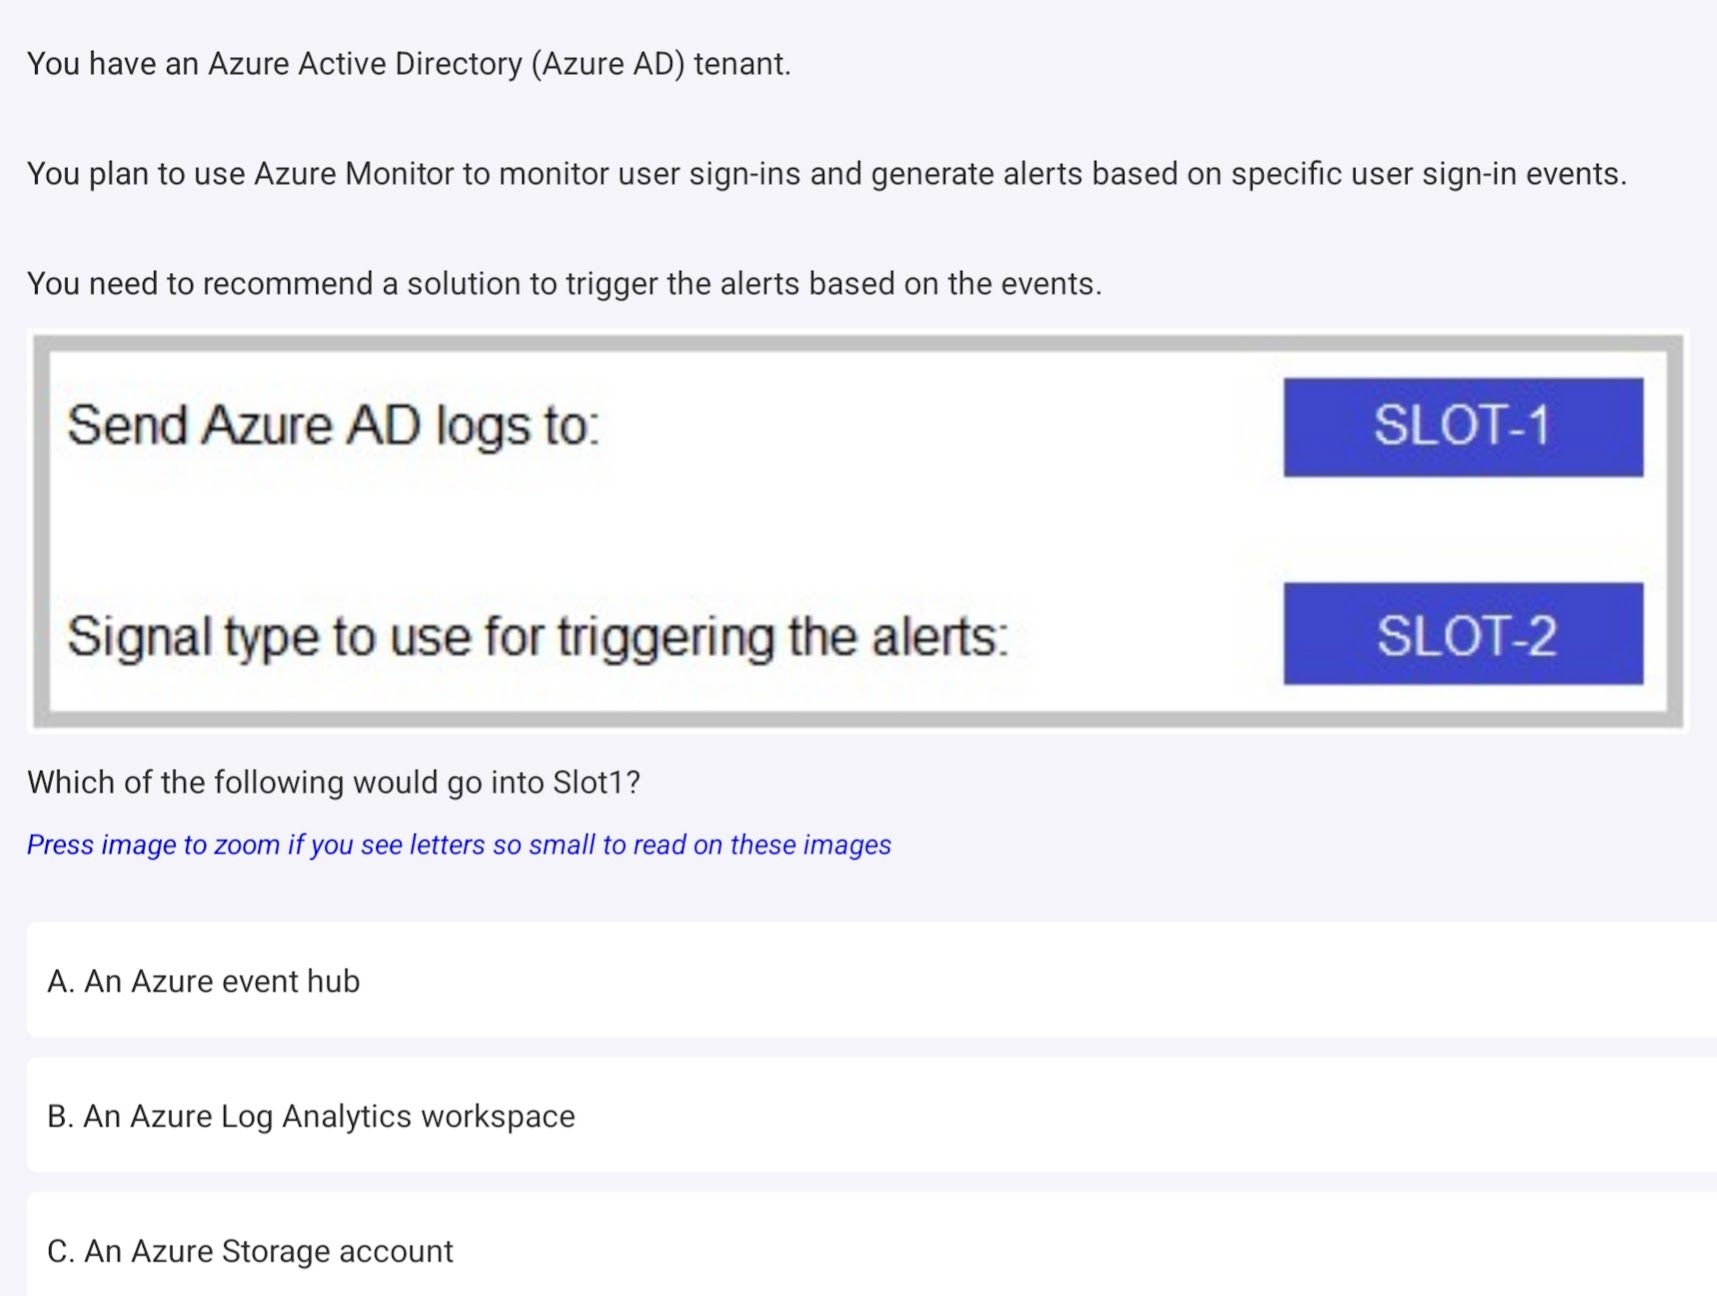 You have an Azure Active Directory (Azure AD) tenant.
You plan to use Azure Monitor to monitor user sign-ins and generate alerts based on specific user sign-in events.
You need to recommend a solution to trigger the alerts based on the events.
Send Azure AD logs to: SLOT-1
Signal type to use for triggering the alerts: SLOT-2
Which of the following would go into Slot1?
Press image to zoom if you see letters so small to read on these images
A. An Azure event hub
B. An Azure Log Analytics workspace
C. An Azure Storage account